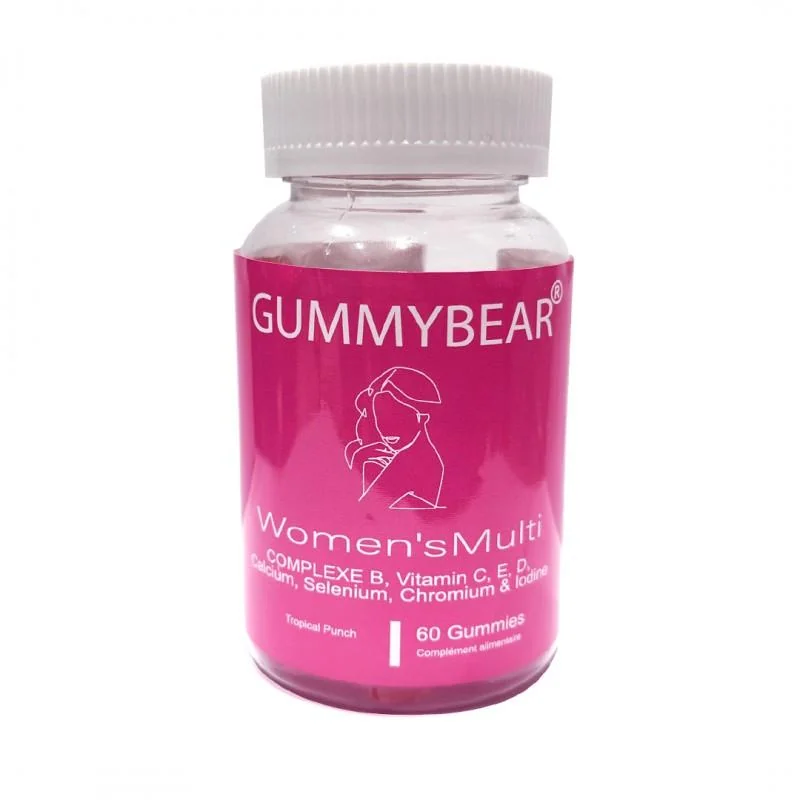 GUMMYBEAR®
Women'sMulti
COMPLEXE B, Vitamin C, E, D,
Calcium, Selenium, Chromium & Iodine
Tropical Punch
60 Gummies
Complément alimentaire